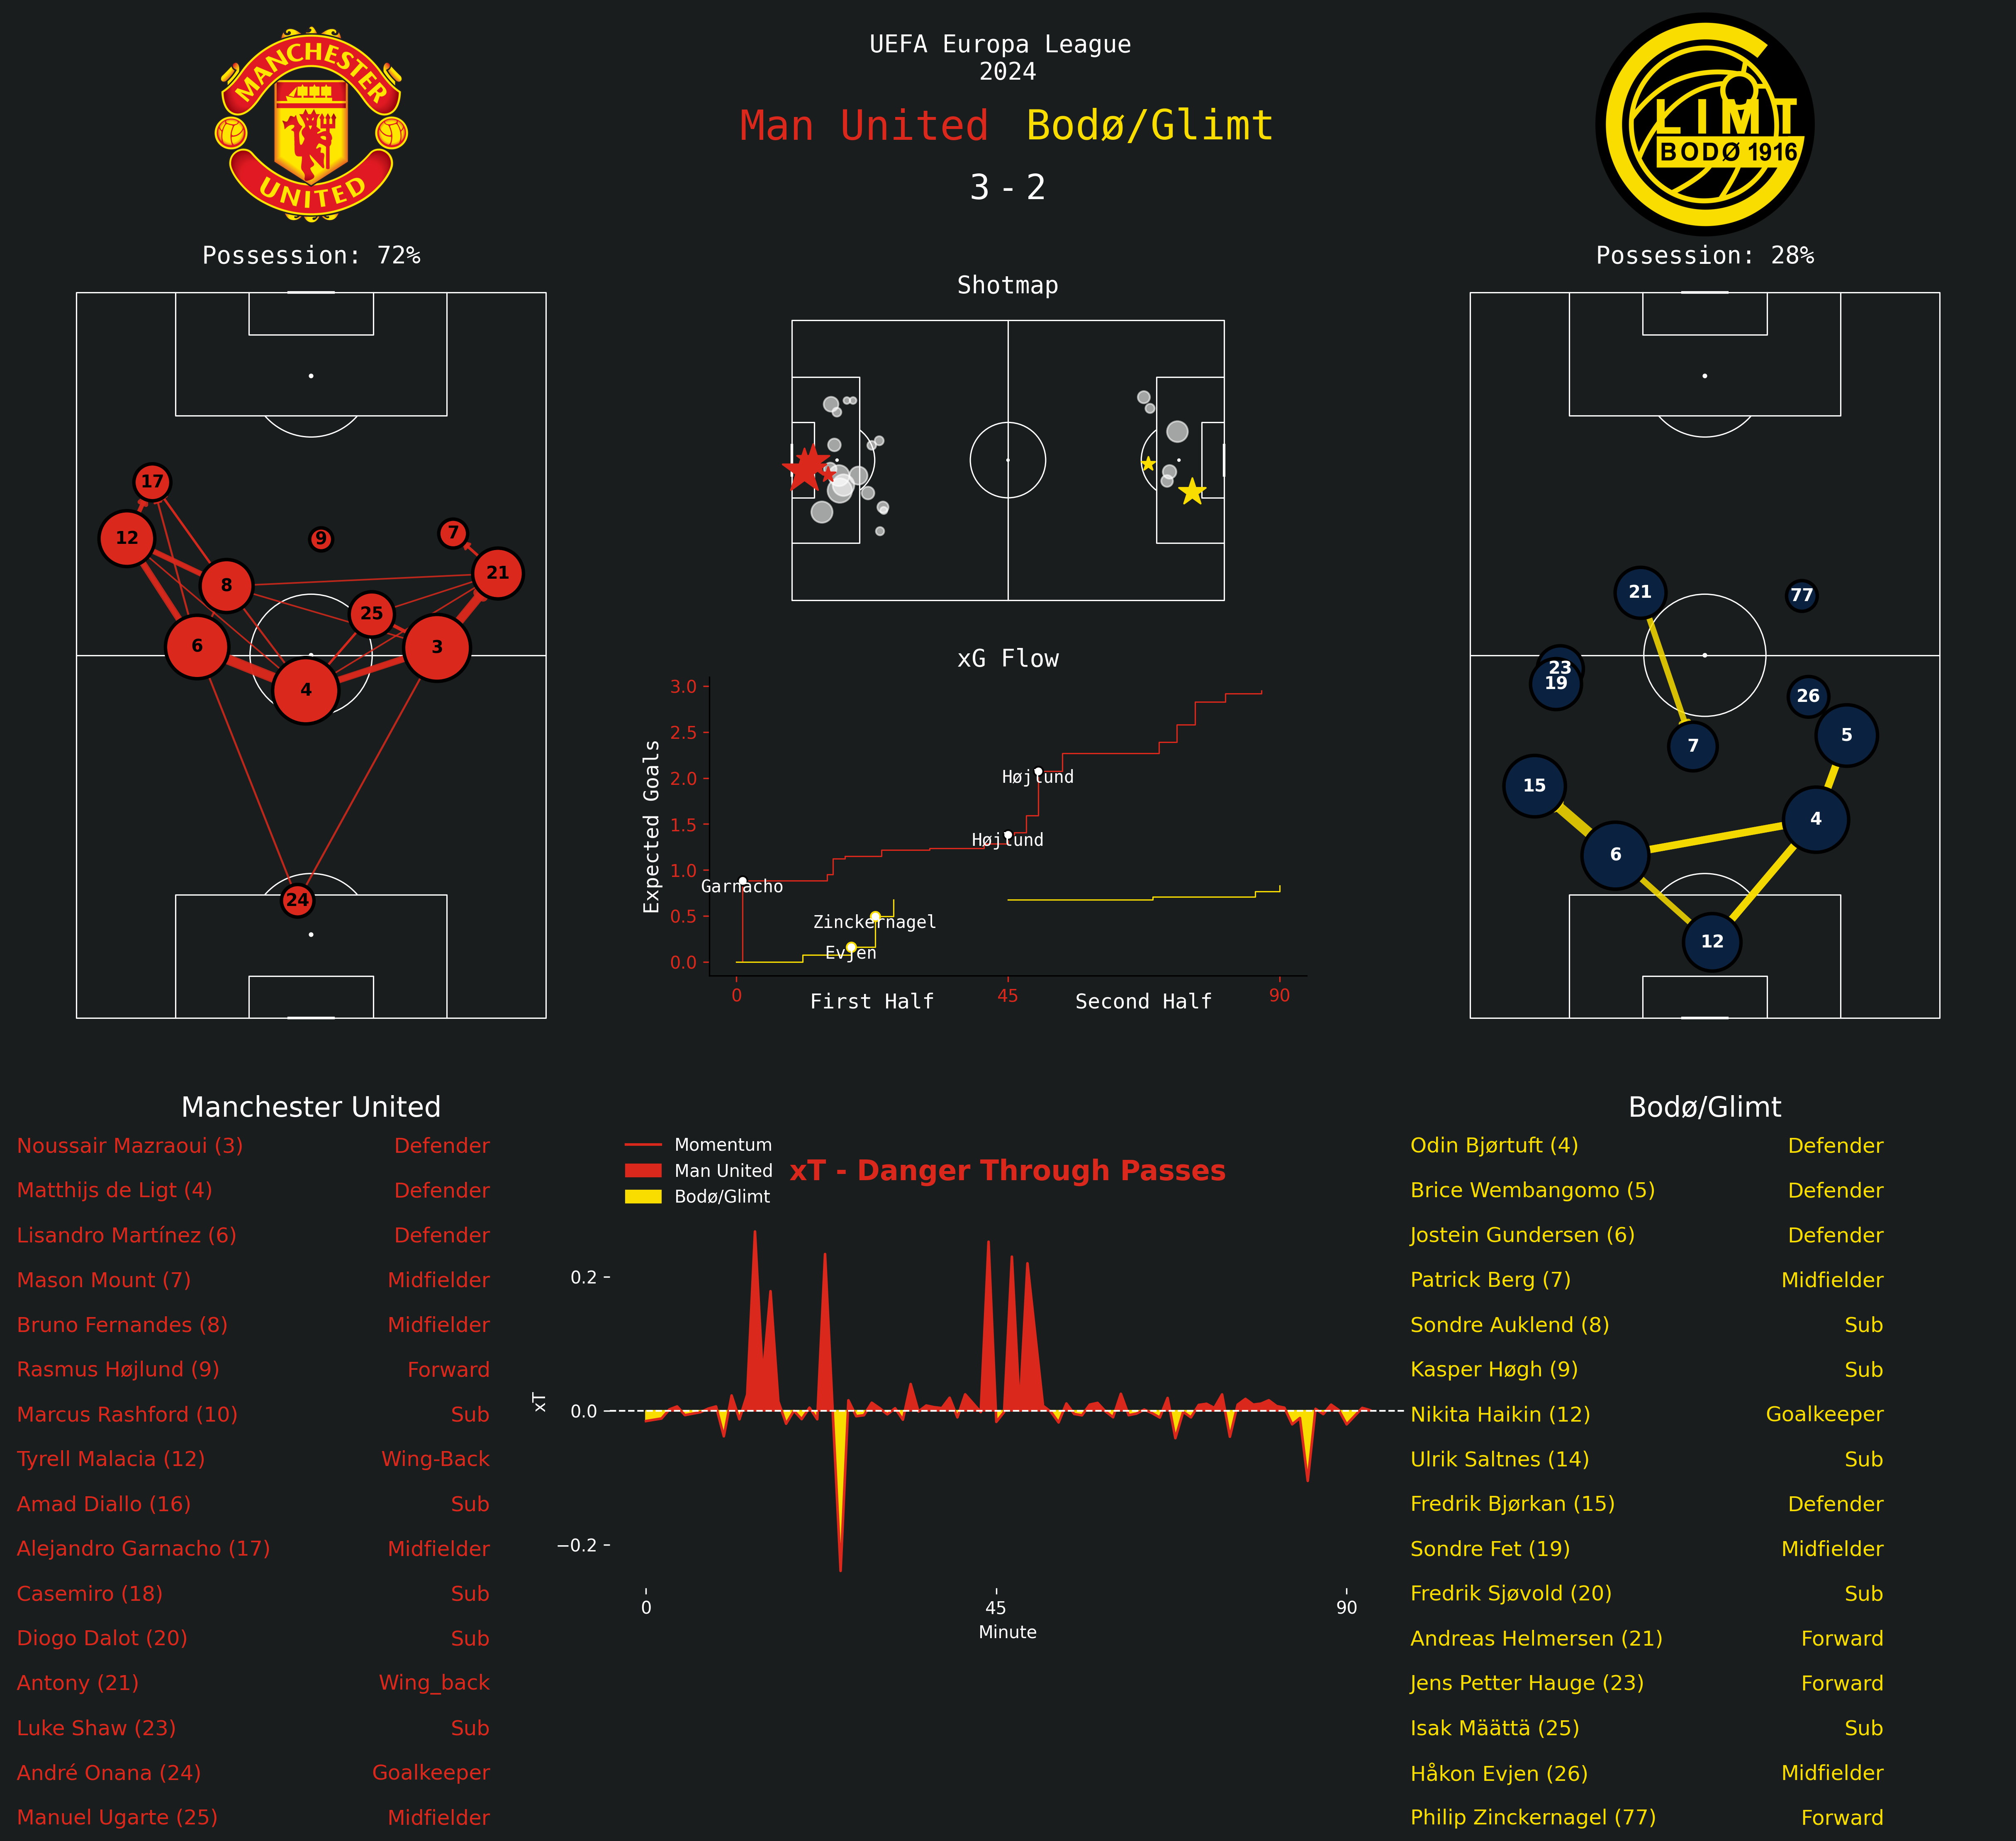 MANCHESTER
UNITED
UEFA Europa League
2024
Man United Bodø/Glimt
3 - 2
LIMT
BODØ 1916
Possession: 72%
17
12
9
7
8
21
25
6
3
4
24
Shotmap
xG Flow
Expected Goals
3.0
2.5
2.0
1.5
1.0
0.5
0.0
Højlund
Højlund
Garnacho
Zinckernagel
Evjen
0
First Half
45
Second Half
90
Possession: 28%
21
77
23
19
26
5
7
15
4
6
12
Manchester United
Noussair Mazraoui (3) Defender
Matthijs de Ligt (4) Defender
Lisandro Martínez (6) Defender
Mason Mount (7) Midfielder
Bruno Fernandes (8) Midfielder
Rasmus Højlund (9) Forward
Marcus Rashford (10) Sub
Tyrell Malacia (12) Wing-Back
Amad Diallo (16) Sub
Alejandro Garnacho (17) Midfielder
Casemiro (18) Sub
Diogo Dalot (20) Sub
Antony (21) Wing_back
Luke Shaw (23) Sub
André Onana (24) Goalkeeper
Manuel Ugarte (25) Midfielder
Momentum
Man United
Bodø/Glimt
xT - Danger Through Passes
xT
0.2
0.0
−0.2
0
45
90
Minute
Bodø/Glimt
Odin Bjørtuft (4) Defender
Brice Wembangomo (5) Defender
Jostein Gundersen (6) Defender
Patrick Berg (7) Midfielder
Sondre Auklend (8) Sub
Kasper Høgh (9) Sub
Nikita Haikin (12) Goalkeeper
Ulrik Saltnes (14) Sub
Fredrik Bjørkan (15) Defender
Sondre Fet (19) Midfielder
Fredrik Sjøvold (20) Sub
Andreas Helmersen (21) Forward
Jens Petter Hauge (23) Forward
Isak Määttä (25) Sub
Håkon Evjen (26) Midfielder
Philip Zinckernagel (77) Forward